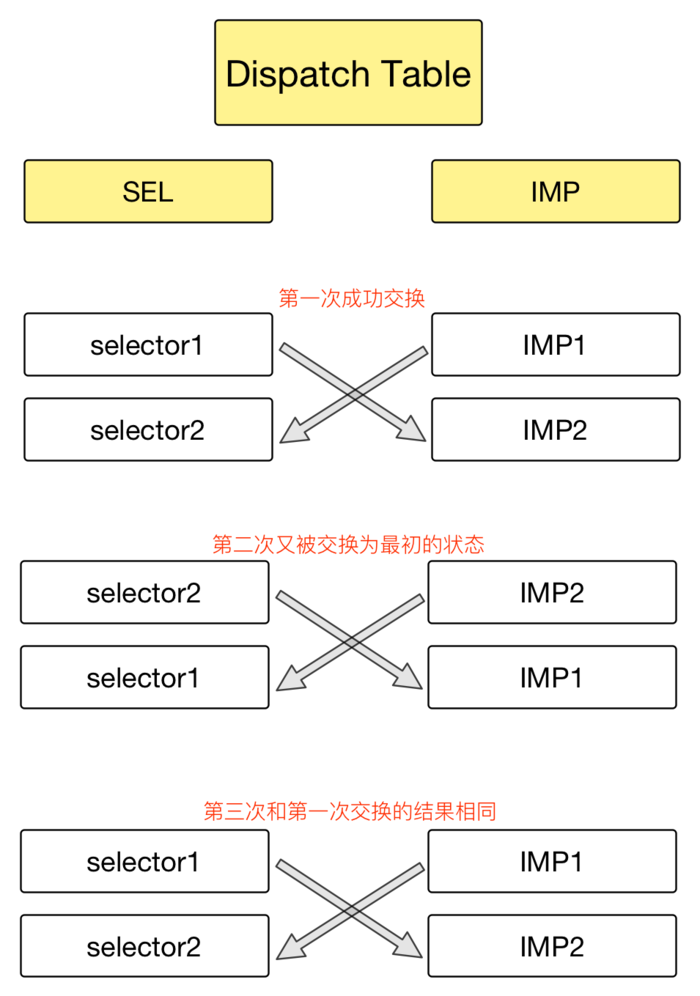 Dispatch Table
SEL
IMP
第一次成功交换
selector1
IMP1
selector2
IMP2
第二次又被交换为最初的状态
selector2
IMP2
selector1
IMP1
第三次和第一次交换的结果相同
selector1
IMP1
selector2
IMP2